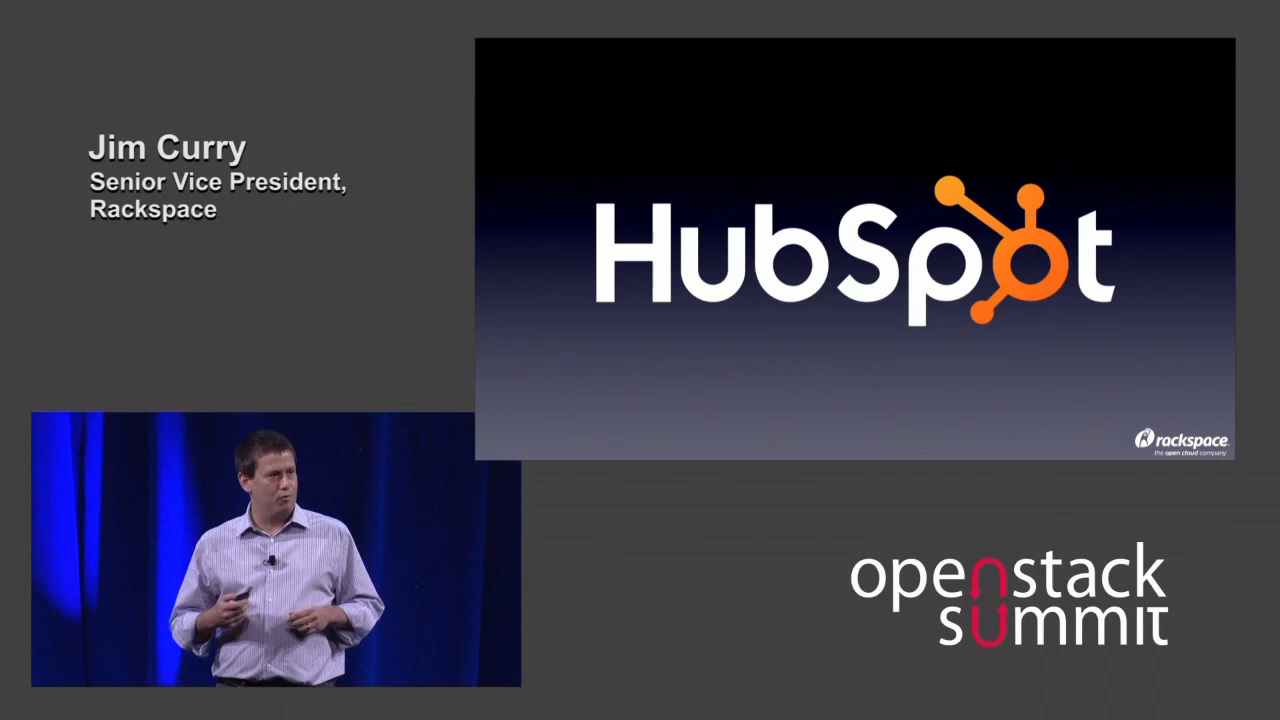 Jim Curry
Senior Vice President,
Rackspace
HubSpot
rackspace
the open cloud company
openstack
summit